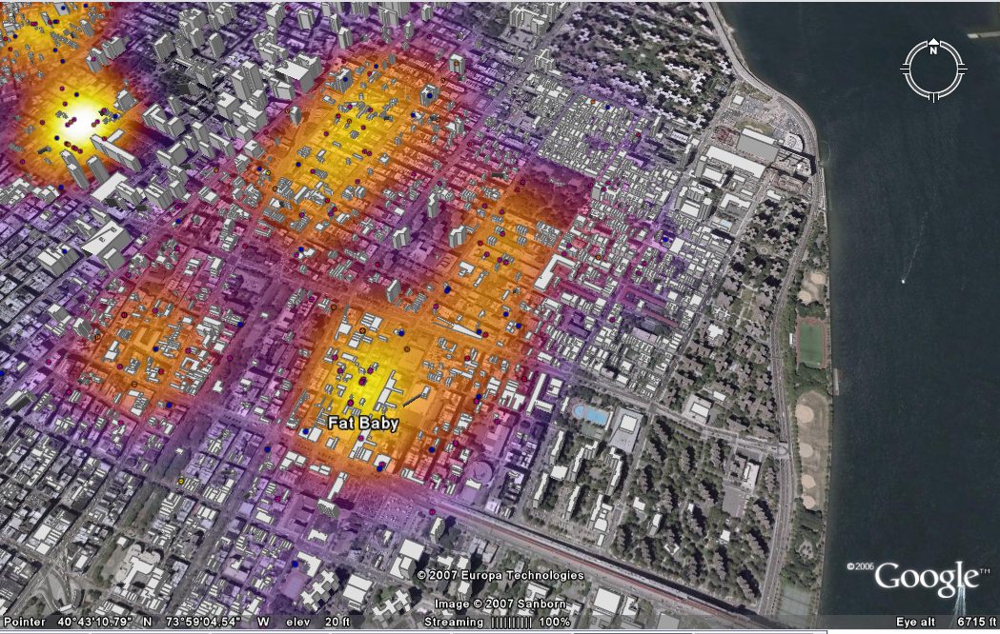 N
Fat Baby
© 2007 Europa Technologies
Image © 2007 Sanborn
©2006 Google™
Pointer 40°43'10.79" N 73°59'04.54" W elev 20 ft Streaming |||||||||| 100% Eye alt 6715 ft